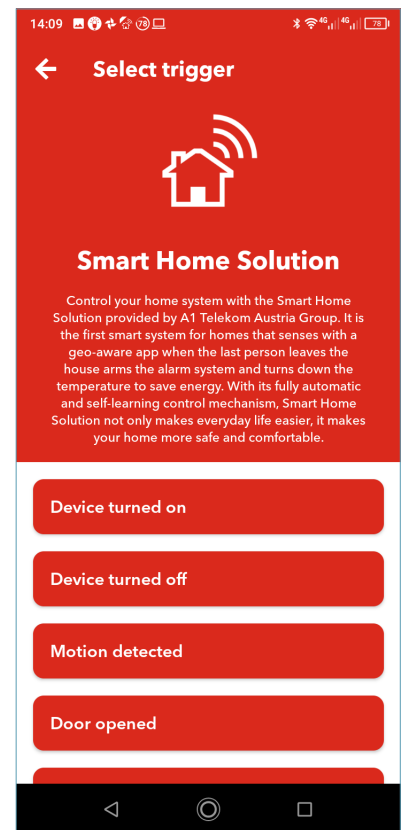 14:09 78 4G 4G 78
Select trigger
Smart Home Solution
Control your home system with the Smart Home
Solution provided by A1 Telekom Austria Group. It is
the first smart system for homes that senses with a
geo-aware app when the last person leaves the
house arms the alarm system and turns down the
temperature to save energy. With its fully automatic
and self-learning control mechanism, Smart Home
Solution not only makes everyday life easier, it makes
your home more safe and comfortable.
Device turned on
Device turned off
Motion detected
Door opened